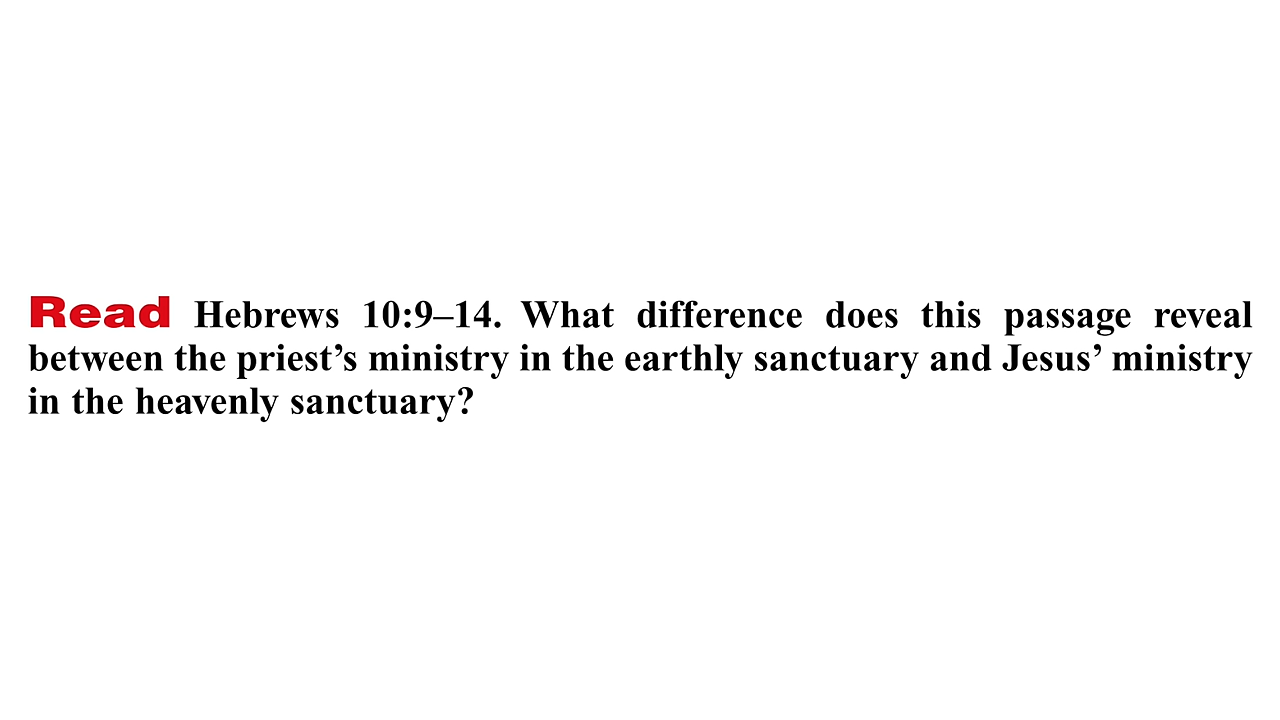 Read Hebrews 10:9–14. What difference does this passage reveal
between the priest’s ministry in the earthly sanctuary and Jesus’ ministry
in the heavenly sanctuary?